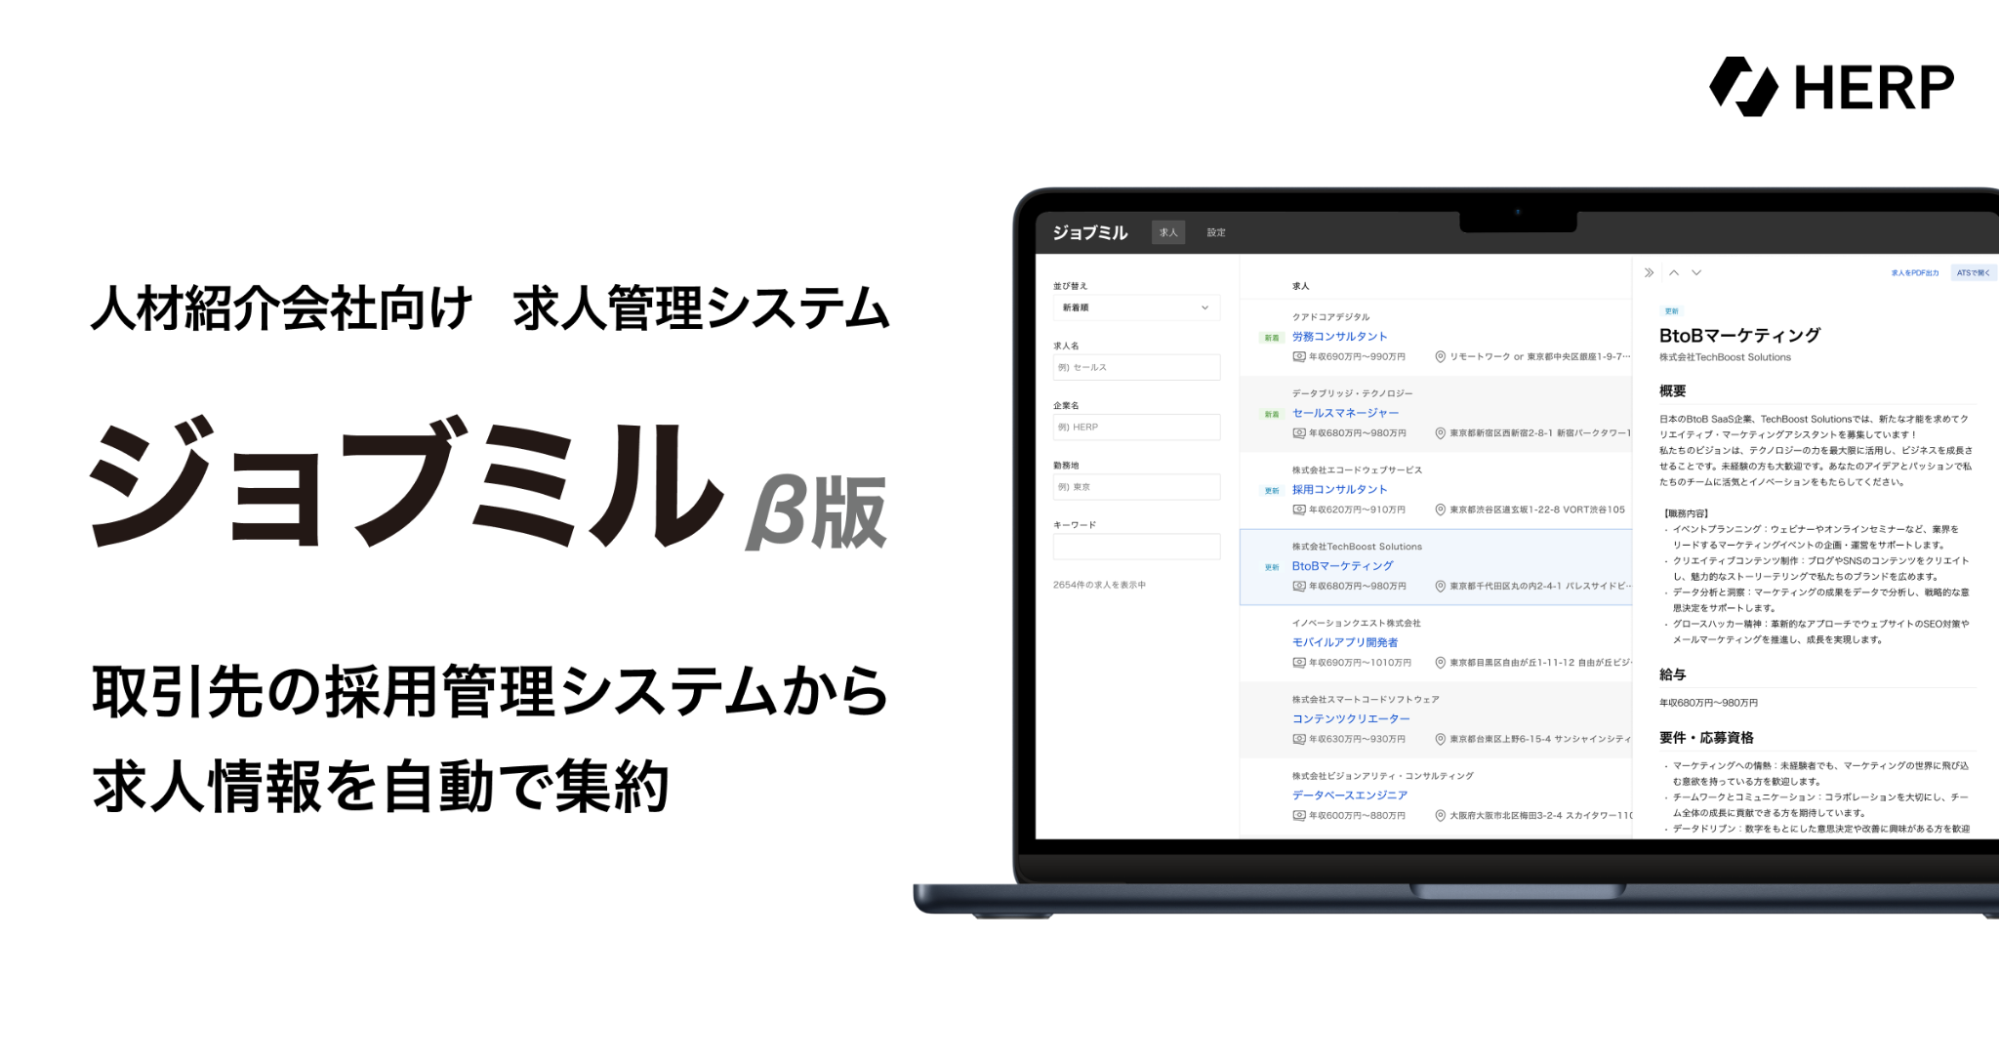 HERP
人材紹介会社向け 求人管理システム
ジョブミル β版
取引先の採用管理システムから
求人情報を自動で集約
ジョブミル 求人 設定
並び替え
新着順
求人名
例) セールス
企業名
例) HERP
勤務地
例) 東京
キーワード
2654件の求人を表示中
求人
クアドコアデジタル
新着 労務コンサルタント
年収690万円〜990万円 リモートワーク or 東京都中央区銀座1-9-7…
データブリッジ・テクノロジー
新着 セールスマネージャー
年収680万円〜980万円 東京都新宿区西新宿2-8-1 新宿パークタワー1
株式会社エコードウェブサービス
更新 採用コンサルタント
年収620万円〜910万円 東京都渋谷区道玄坂1-22-8 VORT渋谷105
株式会社TechBoost Solutions
更新 BtoBマーケティング
年収680万円〜980万円 東京都千代田区丸の内2-4-1 パレスサイドビ…
イノベーションクエスト株式会社
モバイルアプリ開発者
年収690万円〜1010万円 東京都目黒区自由が丘1-11-12 自由が丘ビジ
株式会社スマートコードソフトウェア
コンテンツクリエーター
年収630万円〜930万円 東京都台東区上野6-15-4 サンシャインシティ
株式会社ビジョンアリティ・コンサルティング
データベースエンジニア
年収600万円〜880万円 大阪府大阪市北区梅田3-2-4 スカイタワー110
求人をPDF出力 ATSで開く
更新
BtoBマーケティング
株式会社TechBoost Solutions
概要
日本のBtoB SaaS企業、TechBoost Solutionsでは、新たな才能を求めてク
リエイティブ・マーケティングアシスタントを募集しています！
私たちのビジョンは、テクノロジーの力を最大限に活用し、ビジネスを成長さ
せることです。未経験の方も大歓迎です。あなたのアイデアとパッションで私
たちのチームに活気とイノベーションをもたらしてください。
【職務内容】
・イベントプランニング：ウェビナーやオンラインセミナーなど、業界を
リードするマーケティングイベントの企画・運営をサポートします。
・クリエイティブコンテンツ制作：ブログやSNSのコンテンツをクリエイト
し、魅力的なストーリーテリングで私たちのブランドを広めます。
・データ分析と洞察：マーケティングの成果をデータで分析し、戦略的な意
思決定をサポートします。
・グロースハッカー精神：革新的なアプローチでウェブサイトのSEO対策や
メールマーケティングを推進し、成長を実現します。
給与
年収680万円〜980万円
要件・応募資格
・マーケティングへの情熱：未経験者でも、マーケティングの世界に飛び込
む意欲を持っている方を歓迎します。
・チームワークとコミュニケーション：コラボレーションを大切にし、チー
ム全体の成長に貢献できる方を期待しています。
・データドリブン：数字をもとにした意思決定や改善に興味がある方を歓迎